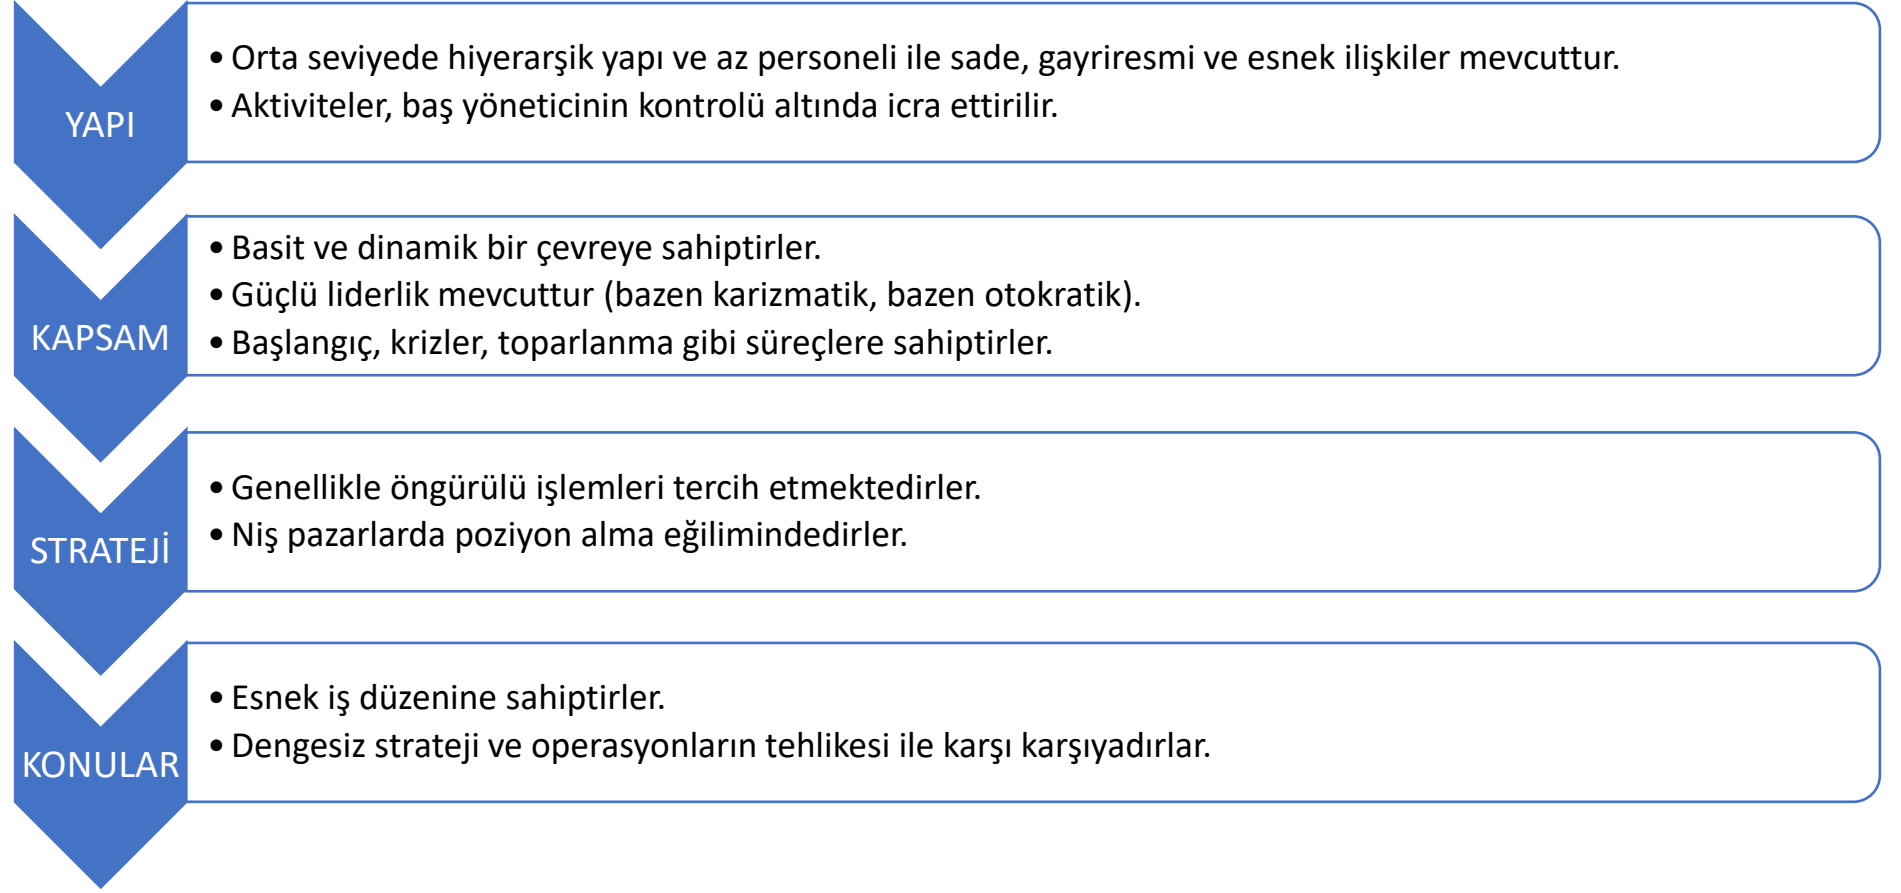 YAPI
• Orta seviyede hiyerarşik yapı ve az personeli ile sade, gayriresmi ve esnek ilişkiler mevcuttur.
• Aktiviteler, baş yöneticinin kontrolü altında icra ettirilir.
KAPSAM
• Basit ve dinamik bir çevreye sahiptirler.
• Güçlü liderlik mevcuttur (bazen karizmatik, bazen otokratik).
• Başlangıç, krizler, toparlanma gibi süreçlere sahiptirler.
STRATEJİ
• Genellikle öngürülü işlemleri tercih etmektedirler.
• Niş pazarlarda poziyon alma eğilimindedirler.
KONULAR
• Esnek iş düzenine sahiptirler.
• Dengesiz strateji ve operasyonların tehlikesi ile karşı karşıyadırlar.